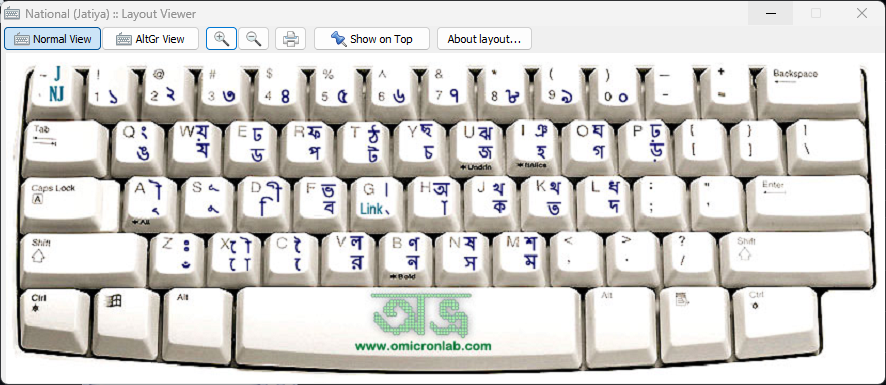 National (Jatiya) :: Layout Viewer
Normal View AltGr View Show on Top About layout...
~ J ! @ # $ % ^ & * ( ) — + Backspace
NJ 1 ১ 2 ২ 3 ৩ 4 ৪ 5 ৫ 6 ৬ 7 ৭ 8 ৮ 9 ৯ 0 ০ - =
Tab Q ং W য় E ঢ R ফ T ঠ Y ছ U ঝ I ঞ O ঘ P ঢ় { } |
ঙ য ড প ট চ জ হ গ ড় [ ] \
Undrln Italics
Caps Lock A ৗ S ূ D ী F ভ G । H অ J থ K খ L ধ : " Enter
A ু ি ব Link ্ া ক ত দ ; '
Alt
Shift Z ঃ X ৌ C ৈ V ল B ণ N ষ M শ < > ? Shift
ঁ ো ে র ন স ম , . /
Bold
Ctrl Alt অভ্র Alt Ctrl
www.omicronlab.com